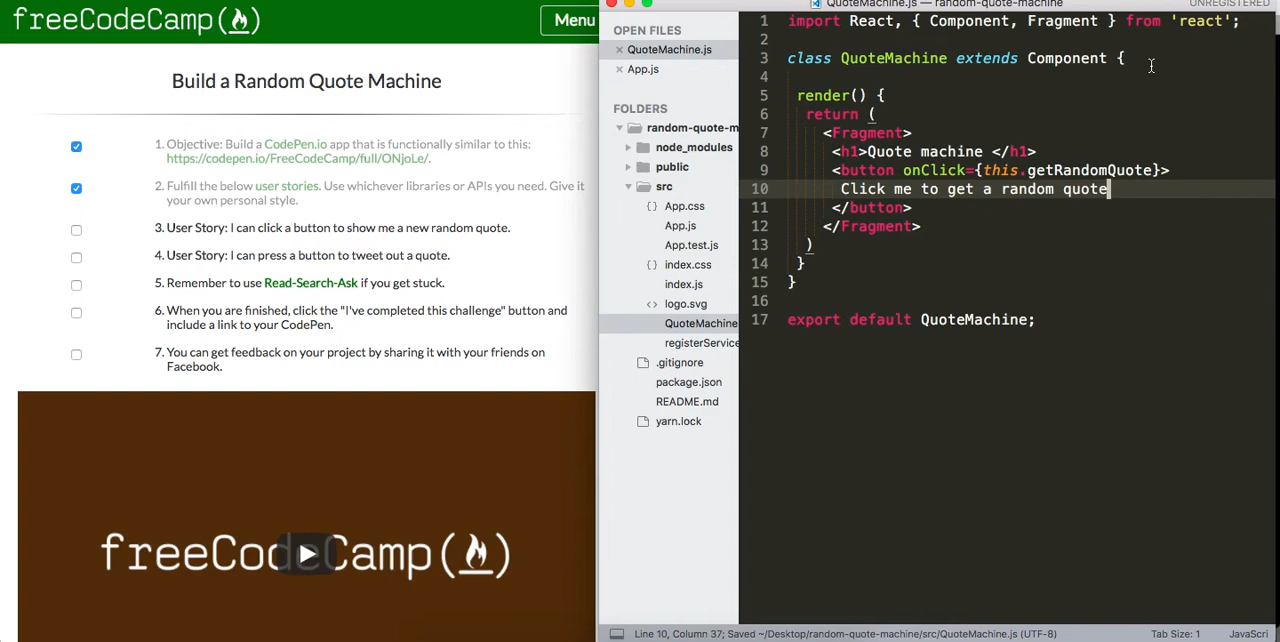 freeCodeCamp
Menu
Build a Random Quote Machine
1. Objective: Build a CodePen.io app that is functionally similar to this:
https://codepen.io/FreeCodeCamp/full/ONjoLe/.
2. Fulfill the below user stories. Use whichever libraries or APIs you need. Give it
your own personal style.
3. User Story: I can click a button to show me a new random quote.
4. User Story: I can press a button to tweet out a quote.
5. Remember to use Read-Search-Ask if you get stuck.
6. When you are finished, click the "I've completed this challenge" button and
include a link to your CodePen.
7. You can get feedback on your project by sharing it with your friends on
Facebook.
freeCodeCamp
QuoteMachine.js — random-quote-machine
UNREGISTERED
OPEN FILES
QuoteMachine.js
App.js
FOLDERS
random-quote-m
node_modules
public
src
App.css
App.js
App.test.js
index.css
index.js
logo.svg
QuoteMachine
registerService
.gitignore
package.json
README.md
yarn.lock
1 import React, { Component, Fragment } from 'react';
2
3 class QuoteMachine extends Component {
4
5 render() {
6 return (
7 <Fragment>
8 <h1>Quote machine </h1>
9 <button onClick={this.getRandomQuote}>
10 Click me to get a random quote
11 </button>
12 </Fragment>
13 )
14 }
15 }
16
17 export default QuoteMachine;
Line 10, Column 37; Saved ~/Desktop/random-quote-machine/src/QuoteMachine.js (UTF-8)
Tab Size: 1
JavaScri